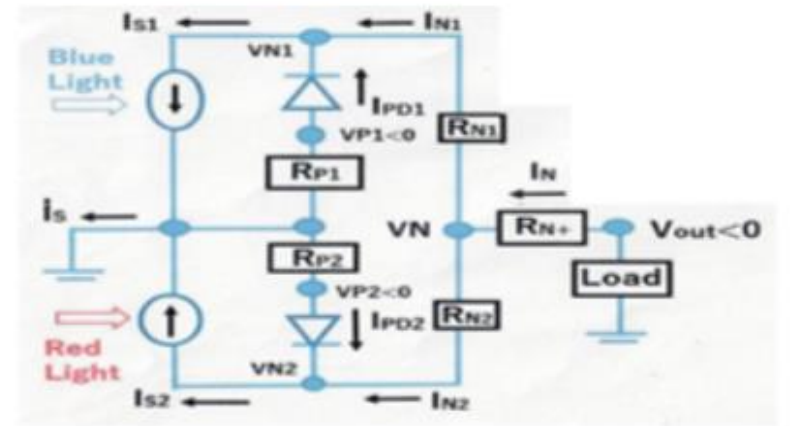 Is1
IN1
VN1
Blue
Light
IPD1
VP1<0
RN1
RP1
IN
is
VN
RN+
Vout<0
RP2
Load
VP2<0
IPD2
RN2
Red
Light
VN2
Is2
IN2